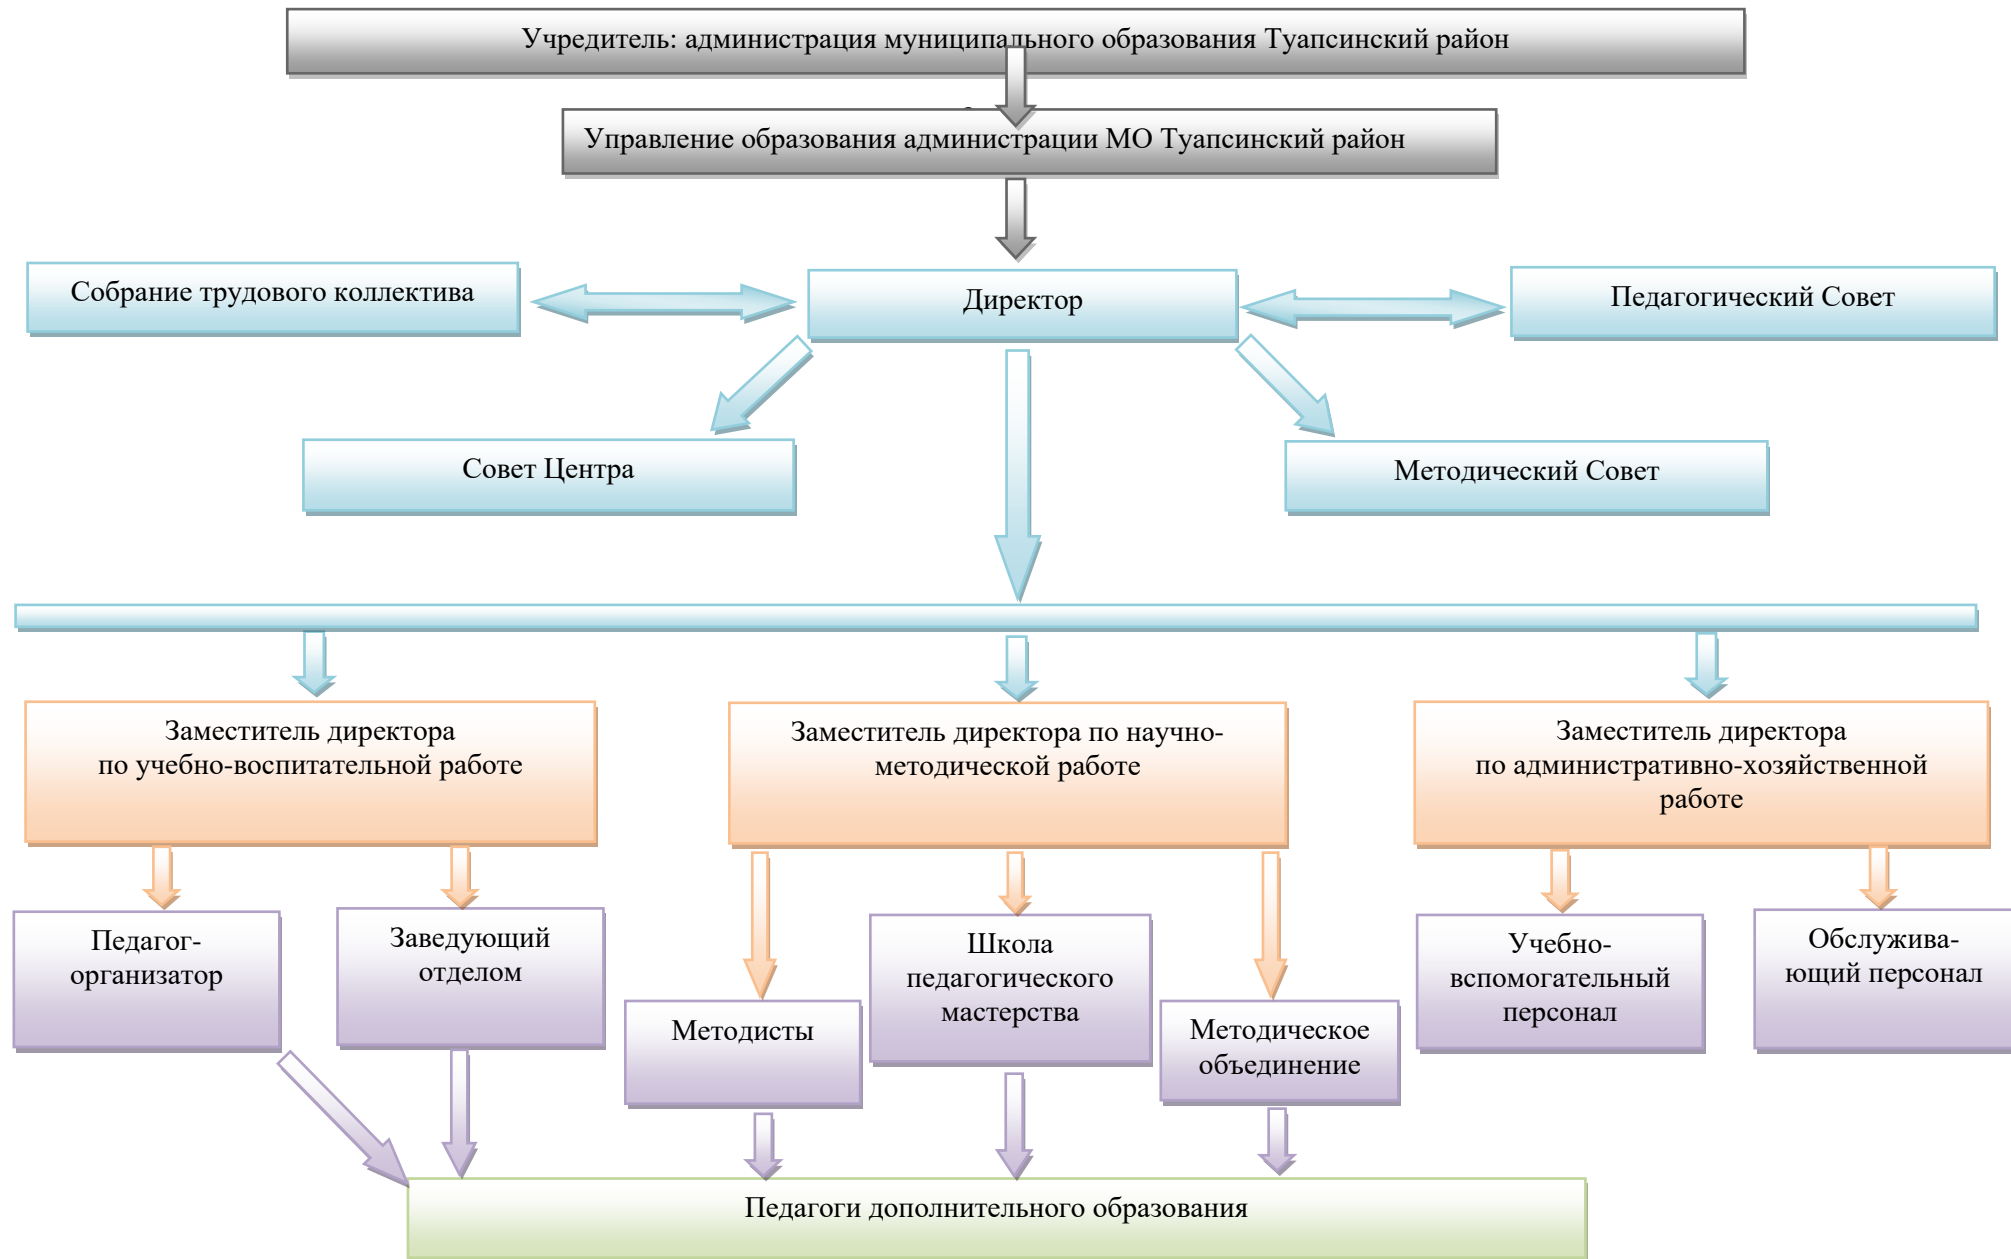 Учредитель: администрация муниципального образования Туапсинский район
Управление образования администрации МО Туапсинский район
Собрание трудового коллектива
Директор
Педагогический Совет
Совет Центра
Методический Совет
Заместитель директора
по учебно-воспитательной работе
Заместитель директора по научно-
методической работе
Заместитель директора
по административно-хозяйственной
работе
Педагог-
организатор
Заведующий
отделом
Методисты
Школа
педагогического
мастерства
Методическое
объединение
Учебно-
вспомогательный
персонал
Обслужива-
ющий персонал
Педагоги дополнительного образования